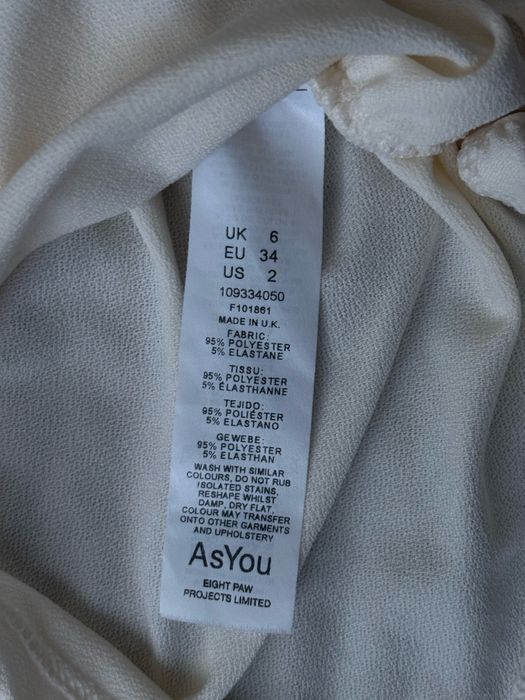 UK 6
EU 34
US 2
109334050
F101861
MADE IN U.K.
FABRIC:
95% POLYESTER
5% ELASTANE
TISSU:
95% POLYESTER
5% ÉLASTHANNE
TEJIDO:
95% POLIÉSTER
5% ELASTANO
GEWEBE:
95% POLYESTER
5% ELASTHAN
WASH WITH SIMILAR
COLOURS, DO NOT RUB
ISOLATED STAINS,
RESHAPE WHILST
DAMP, DRY FLAT,
COLOUR MAY TRANSFER
ONTO OTHER GARMENTS
AND UPHOLSTERY
AsYou
EIGHT PAW
PROJECTS LIMITED